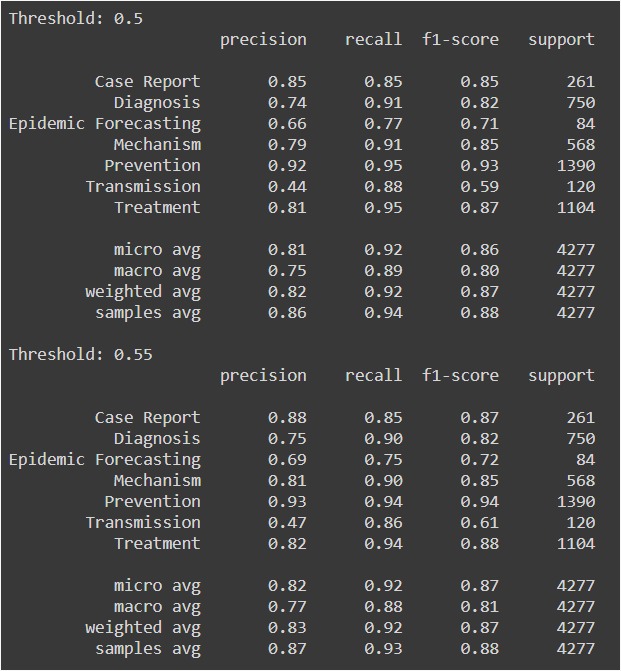 Threshold: 0.5
precision recall f1-score support
Case Report 0.85 0.85 0.85 261
Diagnosis 0.74 0.91 0.82 750
Epidemic Forecasting 0.66 0.77 0.71 84
Mechanism 0.79 0.91 0.85 568
Prevention 0.92 0.95 0.93 1390
Transmission 0.44 0.88 0.59 120
Treatment 0.81 0.95 0.87 1104
micro avg 0.81 0.92 0.86 4277
macro avg 0.75 0.89 0.80 4277
weighted avg 0.82 0.92 0.87 4277
samples avg 0.86 0.94 0.88 4277
Threshold: 0.55
precision recall f1-score support
Case Report 0.88 0.85 0.87 261
Diagnosis 0.75 0.90 0.82 750
Epidemic Forecasting 0.69 0.75 0.72 84
Mechanism 0.81 0.90 0.85 568
Prevention 0.93 0.94 0.94 1390
Transmission 0.47 0.86 0.61 120
Treatment 0.82 0.94 0.88 1104
micro avg 0.82 0.92 0.87 4277
macro avg 0.77 0.88 0.81 4277
weighted avg 0.83 0.92 0.87 4277
samples avg 0.87 0.93 0.88 4277